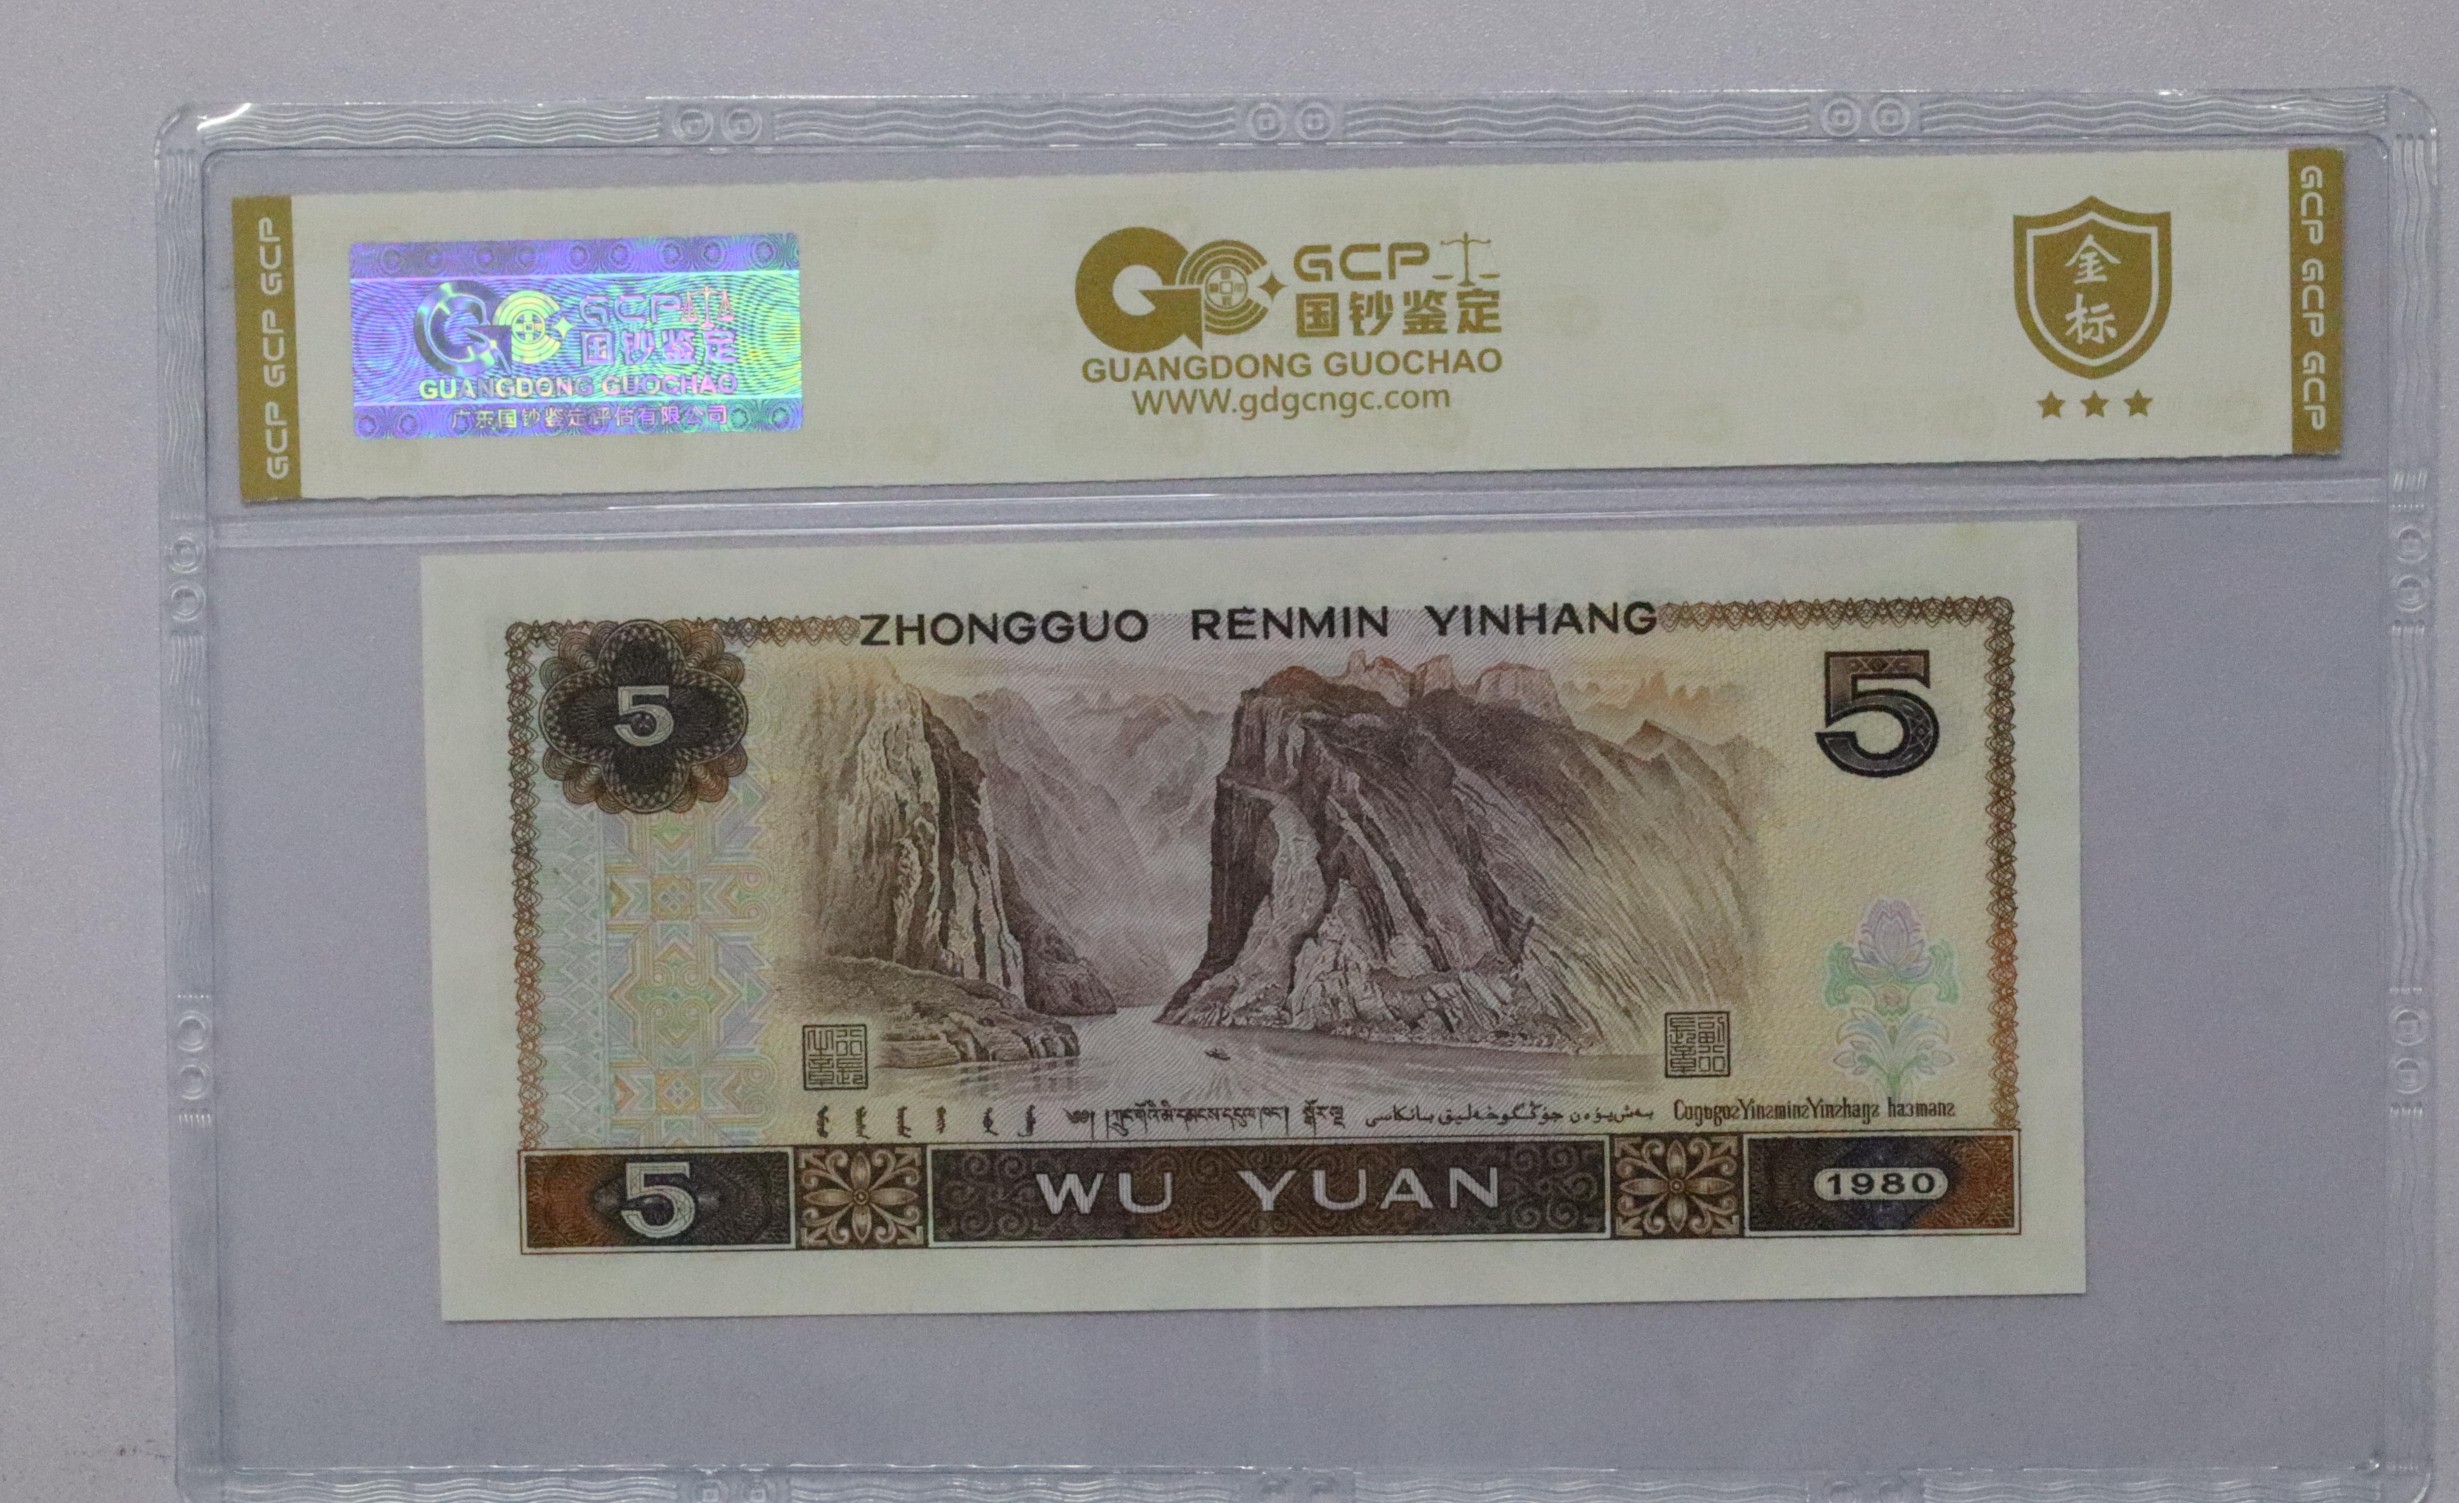 GCP GCP GCP
GCP
国钞鉴定
GUANGDONG GUOCHAO
广东国钞鉴定评估有限公司
GCP
国钞鉴定
GUANGDONG GUOCHAO
WWW.gdgcngc.com
金
标
GCP GCP GCP
ZHONGGUO RENMIN YINHANG
5
5
5
WU YUAN
1980